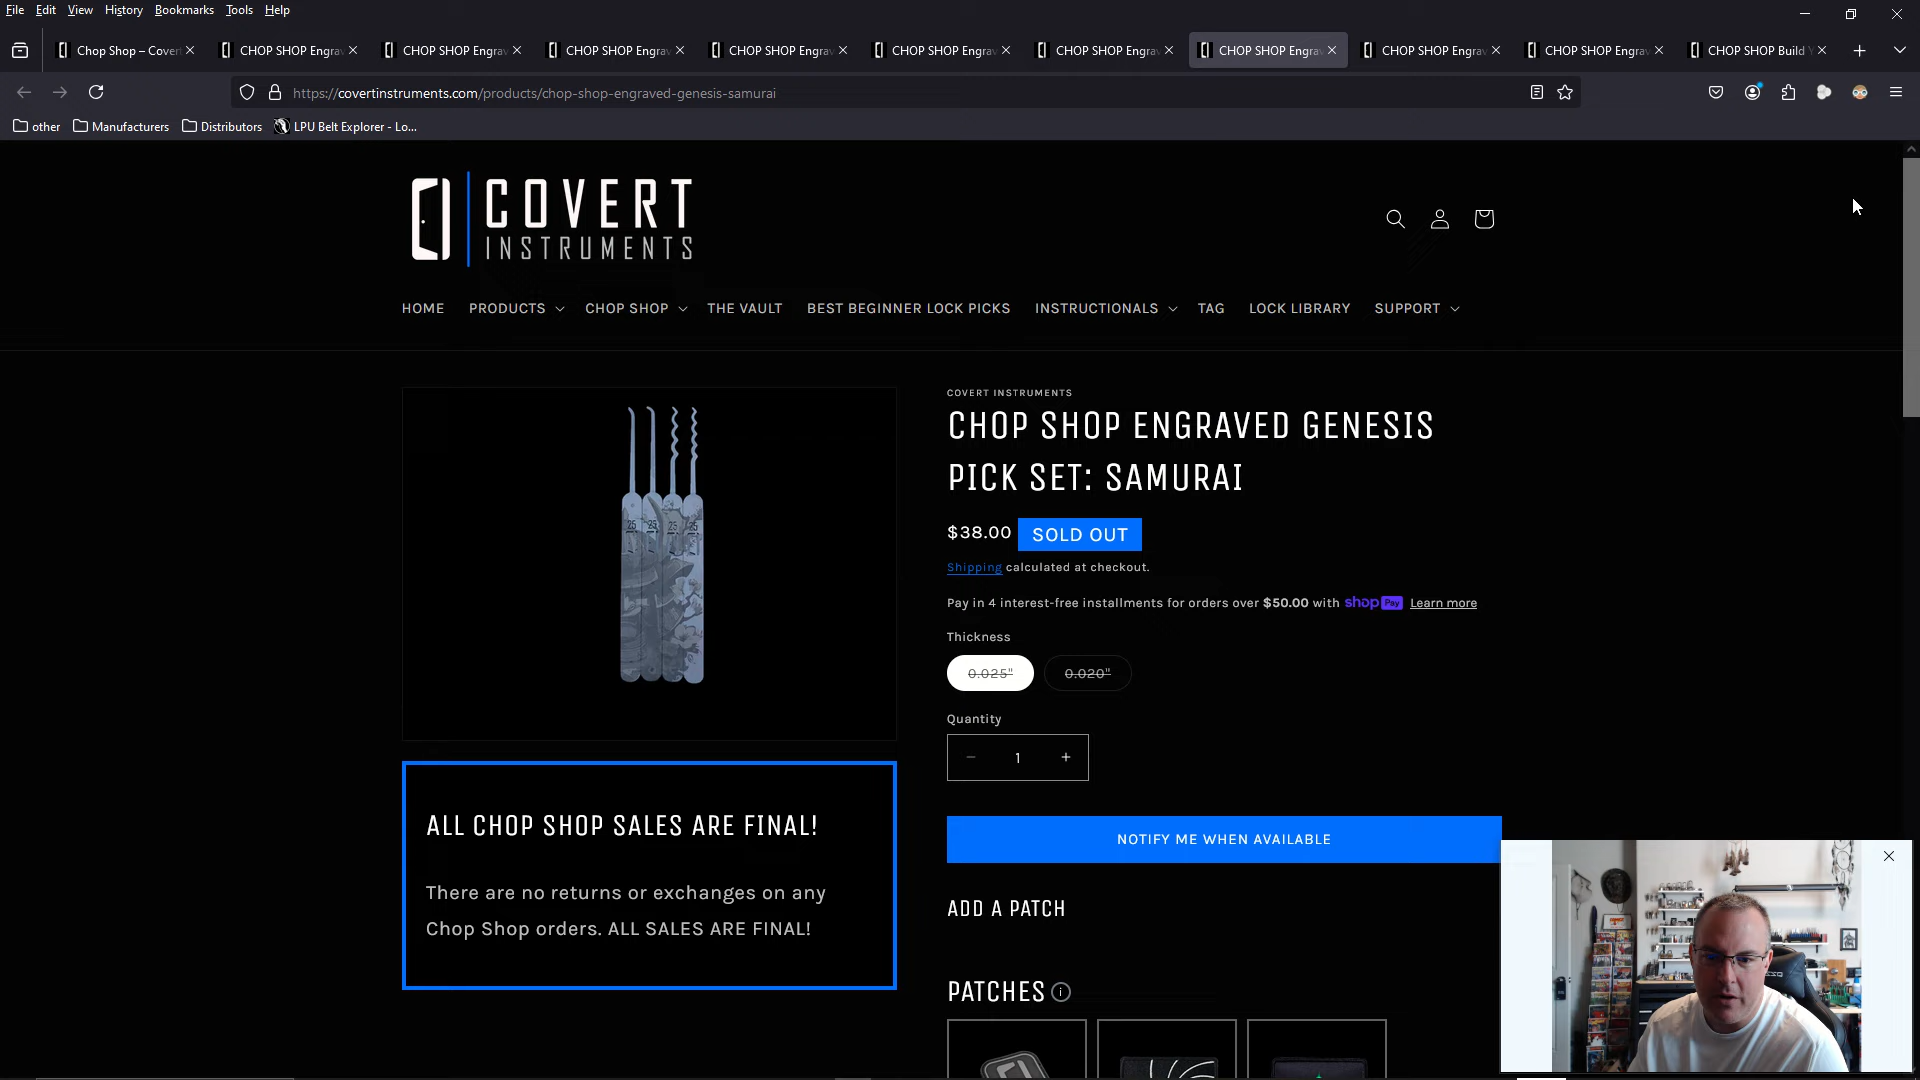 File Edit View History Bookmarks Tools Help
Chop Shop – Cover
CHOP SHOP Engrav
CHOP SHOP Engrav
CHOP SHOP Engrav
CHOP SHOP Engrav
CHOP SHOP Engrav
CHOP SHOP Engrav
CHOP SHOP Engrav
CHOP SHOP Engrav
CHOP SHOP Engrav
CHOP SHOP Build Y
https://covertinstruments.com/products/chop-shop-engraved-genesis-samurai
other Manufacturers Distributors LPU Belt Explorer - Lo...
COVERT
INSTRUMENTS
HOME PRODUCTS CHOP SHOP THE VAULT BEST BEGINNER LOCK PICKS INSTRUCTIONALS TAG LOCK LIBRARY SUPPORT
25 25 25 25
COVERT INSTRUMENTS
CHOP SHOP ENGRAVED GENESIS
PICK SET: SAMURAI
$38.00 SOLD OUT
Shipping calculated at checkout.
Pay in 4 interest-free installments for orders over $50.00 with shop Pay Learn more
Thickness
0.025" 0.020"
Quantity
− 1 +
NOTIFY ME WHEN AVAILABLE
ADD A PATCH
PATCHES i
ALL CHOP SHOP SALES ARE FINAL!
There are no returns or exchanges on any
Chop Shop orders. ALL SALES ARE FINAL!